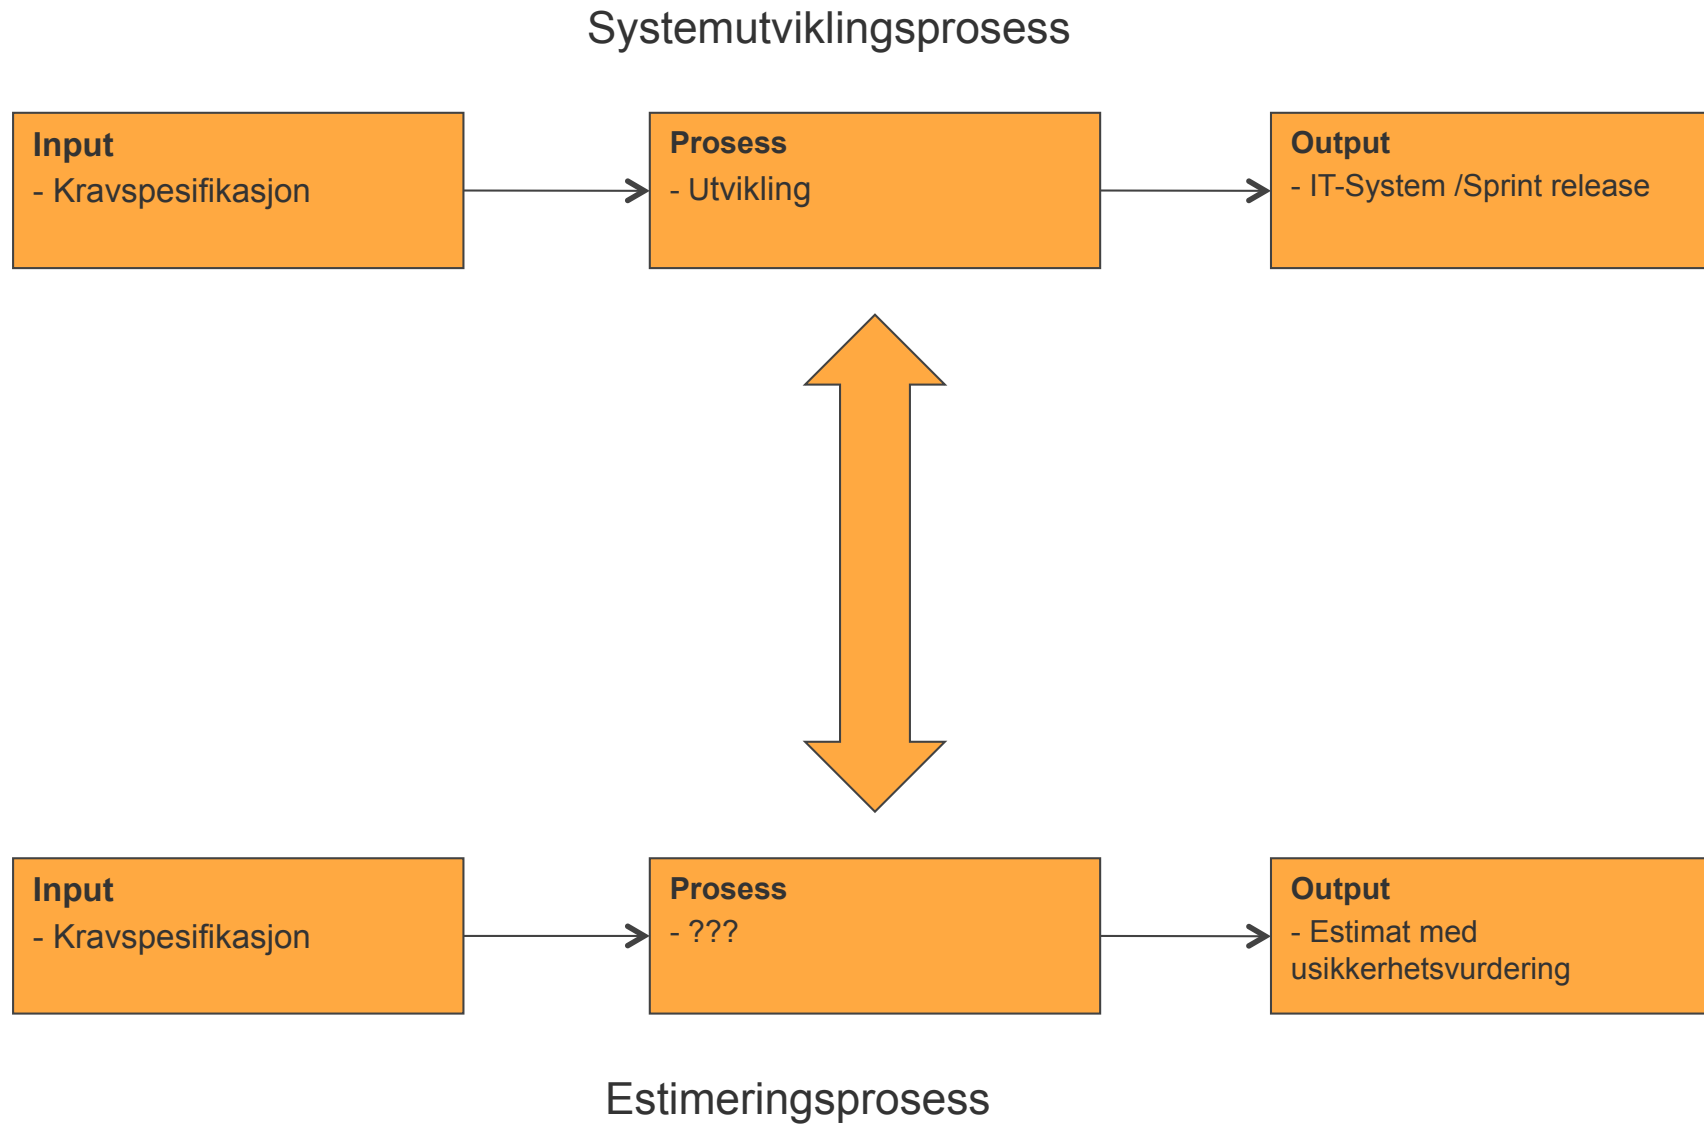 Systemutviklingsprosess
Input
- Kravspesifikasjon
Prosess
- Utvikling
Output
- IT-System /Sprint release
Input
- Kravspesifikasjon
Prosess
- ???
Output
- Estimat med
usikkerhetsvurdering
Estimeringsprosess